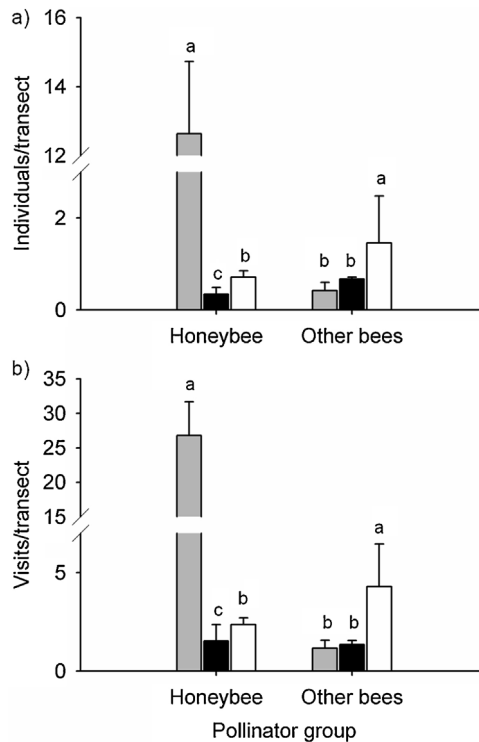 a)
16
a
14
12
Individuals/transect
2
a
c
b
b
b
0
Honeybee
Other bees
b)
35
a
30
25
20
15
Visits/transect
a
5
c
b
b
b
0
Honeybee
Other bees
Pollinator group